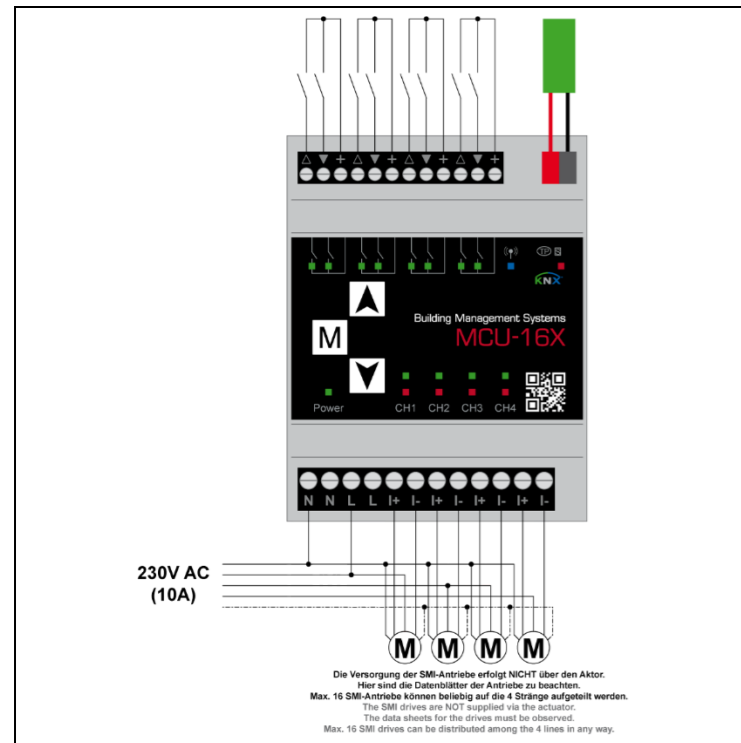 △ ▼ + △ ▼ + △ ▼ + △ ▼ +
TP S
KNX
Building Management Systems
MCU-16X
M
Power CH1 CH2 CH3 CH4
N N L L I+ I- I+ I- I+ I- I+ I-
230V AC
(10A)
M M M M
Die Versorgung der SMI-Antriebe erfolgt NICHT über den Aktor.
Hier sind die Datenblätter der Antriebe zu beachten.
Max. 16 SMI-Antriebe können beliebig auf die 4 Stränge aufgeteilt werden.
The SMI drives are NOT supplied via the actuator.
The data sheets for the drives must be observed.
Max. 16 SMI drives can be distributed among the 4 lines in any way.